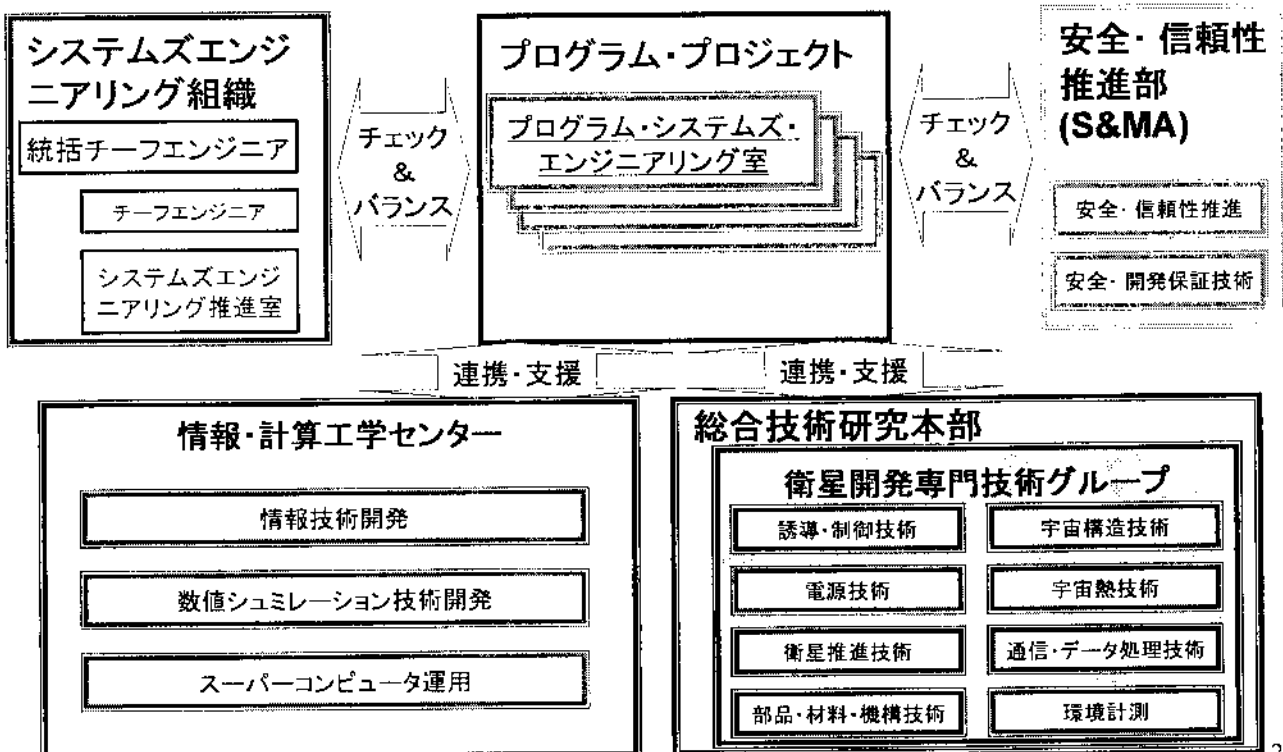 システムズエンジ
ニアリング組織
統括チーフエンジニア
チーフエンジニア
システムズエンジ
ニアリング推進室
チェック
&
バランス
プログラム・プロジェクト
プログラム・システムズ・
エンジニアリング室
チェック
&
バランス
安全・信頼性
推進部
(S&MA)
安全・信頼性推進
安全・開発保証技術
連携・支援
連携・支援
情報・計算工学センター
情報技術開発
数値シュミレーション技術開発
スーパーコンピュータ運用
総合技術研究本部
衛星開発専門技術グループ
誘導・制御技術
宇宙構造技術
電源技術
宇宙熱技術
衛星推進技術
通信・データ処理技術
部品・材料・機構技術
環境計測